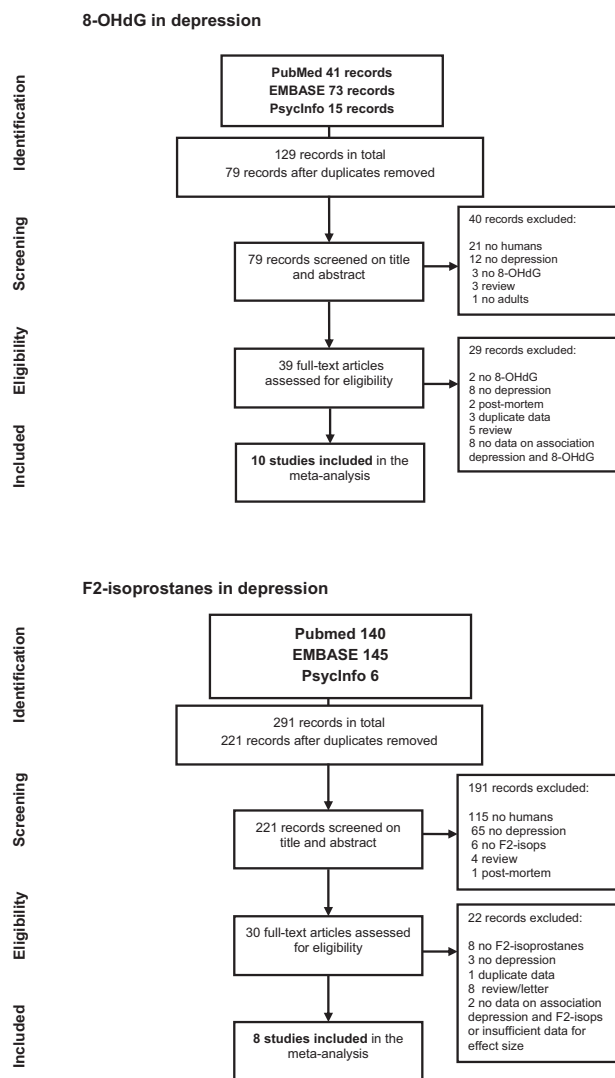 8-OHdG in depression
Identification
PubMed 41 records
EMBASE 73 records
PsycInfo 15 records
129 records in total
79 records after duplicates removed
Screening
79 records screened on title
and abstract
40 records excluded:
21 no humans
12 no depression
3 no 8-OHdG
3 review
1 no adults
Eligibility
39 full-text articles
assessed for eligibility
29 records excluded:
2 no 8-OHdG
8 no depression
2 post-mortem
3 duplicate data
5 review
8 no data on association
depression and 8-OHdG
Included
10 studies included in the
meta-analysis
F2-isoprostanes in depression
Identification
Pubmed 140
EMBASE 145
PsycInfo 6
291 records in total
221 records after duplicates removed
Screening
221 records screened on
title and abstract
191 records excluded:
115 no humans
65 no depression
6 no F2-isops
4 review
1 post-mortem
Eligibility
30 full-text articles assessed
for eligibility
22 records excluded:
8 no F2-isoprostanes
3 no depression
1 duplicate data
8 review/letter
2 no data on association
depression and F2-isops
or insufficient data for
effect size
Included
8 studies included in the
meta-analysis